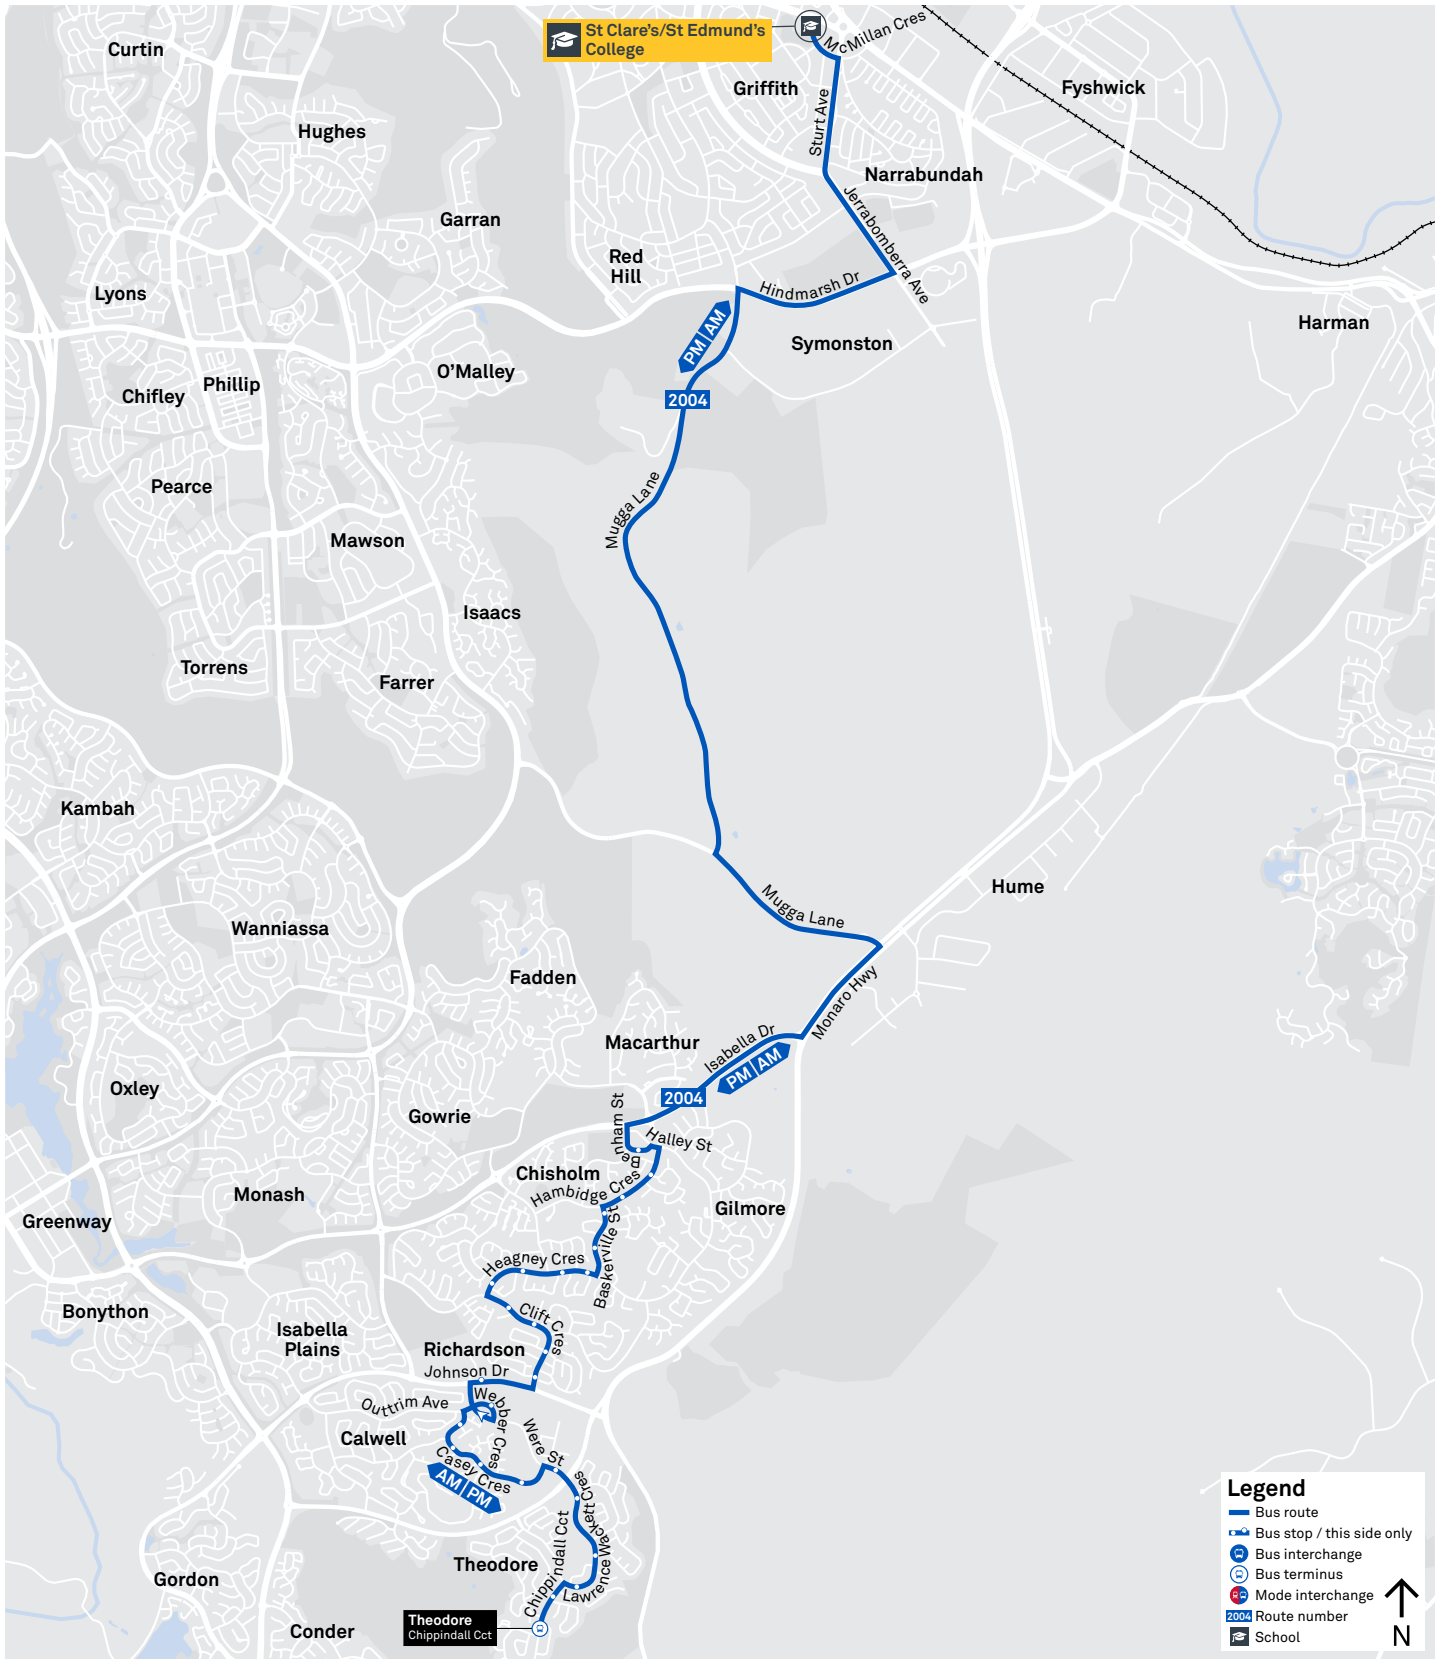 St Clare's/St Edmund's
College
McMillan Cres
Curtin
Griffith
Fyshwick
Hughes
Sturt Ave
Narrabundah
Garran
Jerrabomberra Ave
Red
Hill
Lyons
Hindmarsh Dr
Harman
PM | AM
Symonston
O'Malley
Phillip
Chifley
2004
Pearce
Mugga Lane
Mawson
Isaacs
Torrens
Farrer
Kambah
Hume
Mugga Lane
Wanniassa
Fadden
Monaro Hwy
Macarthur
Isabella Dr
PM | AM
Oxley
2004
Gowrie
Benham St
Halley St
Chisholm
Hambidge Cres
Monash
Gilmore
Greenway
Baskerville St
Heagney Cres
Bonython
Clift Cres
Isabella
Plains
Richardson
Johnson Dr
Webber Cres
Outtrim Ave
Calwell
Were St
Casey Cres
AM | PM
Lawrence Wackett Cres
Chippindall Cct
Theodore
Gordon
Theodore
Chippindall Cct
Conder
Legend
Bus route
Bus stop / this side only
Bus interchange
Bus terminus
Mode interchange
2004 Route number
School
N